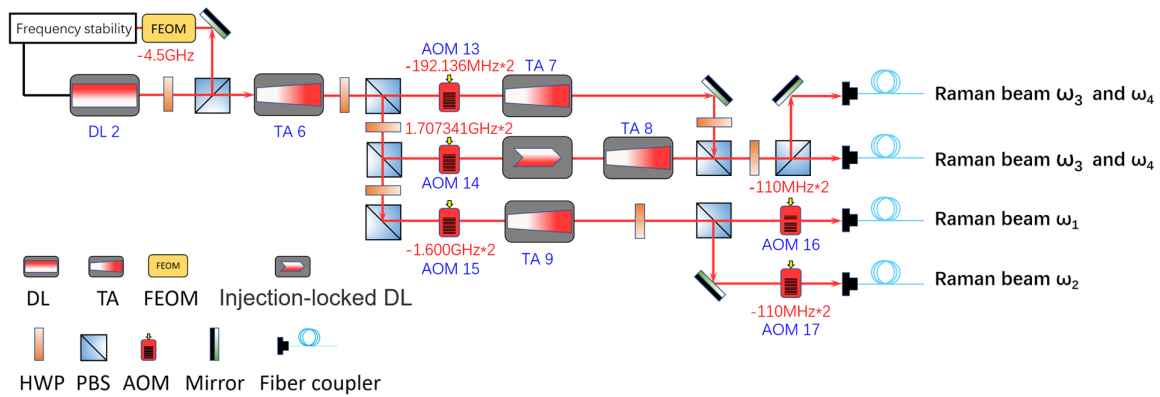 Frequency stability
FEOM
-4.5GHz
DL 2
TA 6
AOM 13
-192.136MHz*2
TA 7
1.707341GHz*2
AOM 14
TA 8
-1.600GHz*2
AOM 15
TA 9
-110MHz*2
AOM 16
-110MHz*2
AOM 17
Raman beam ω3 and ω4
Raman beam ω3 and ω4
Raman beam ω1
Raman beam ω2
FEOM
DL
TA
FEOM
Injection-locked DL
HWP
PBS
AOM
Mirror
Fiber coupler